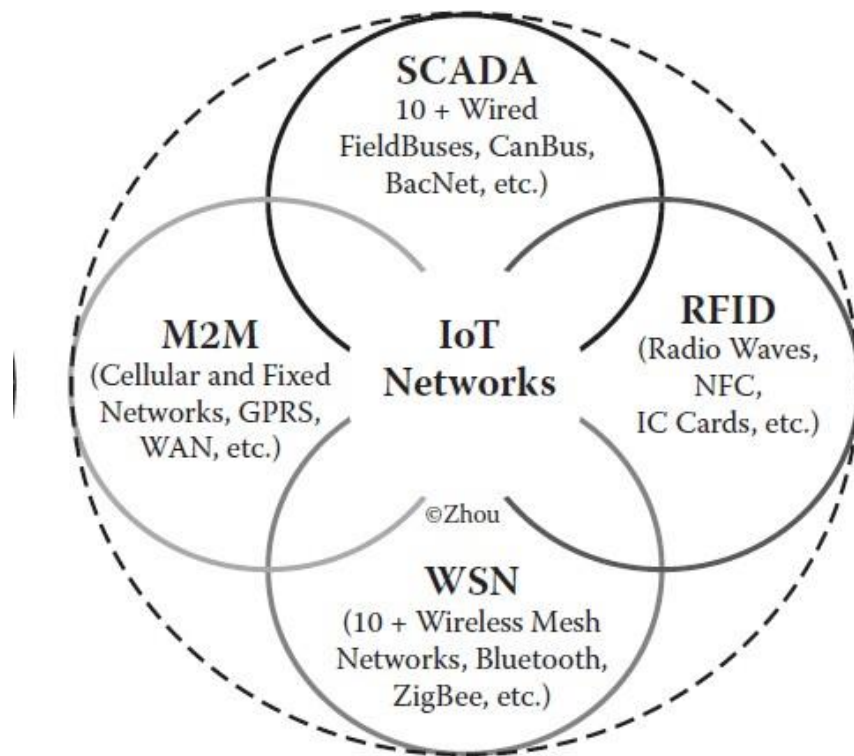 SCADA
10 + Wired
FieldBuses, CanBus,
BacNet, etc.)
M2M
(Cellular and Fixed
Networks, GPRS,
WAN, etc.)
IoT
Networks
RFID
(Radio Waves,
NFC,
IC Cards, etc.)
©Zhou
WSN
(10 + Wireless Mesh
Networks, Bluetooth,
ZigBee, etc.)